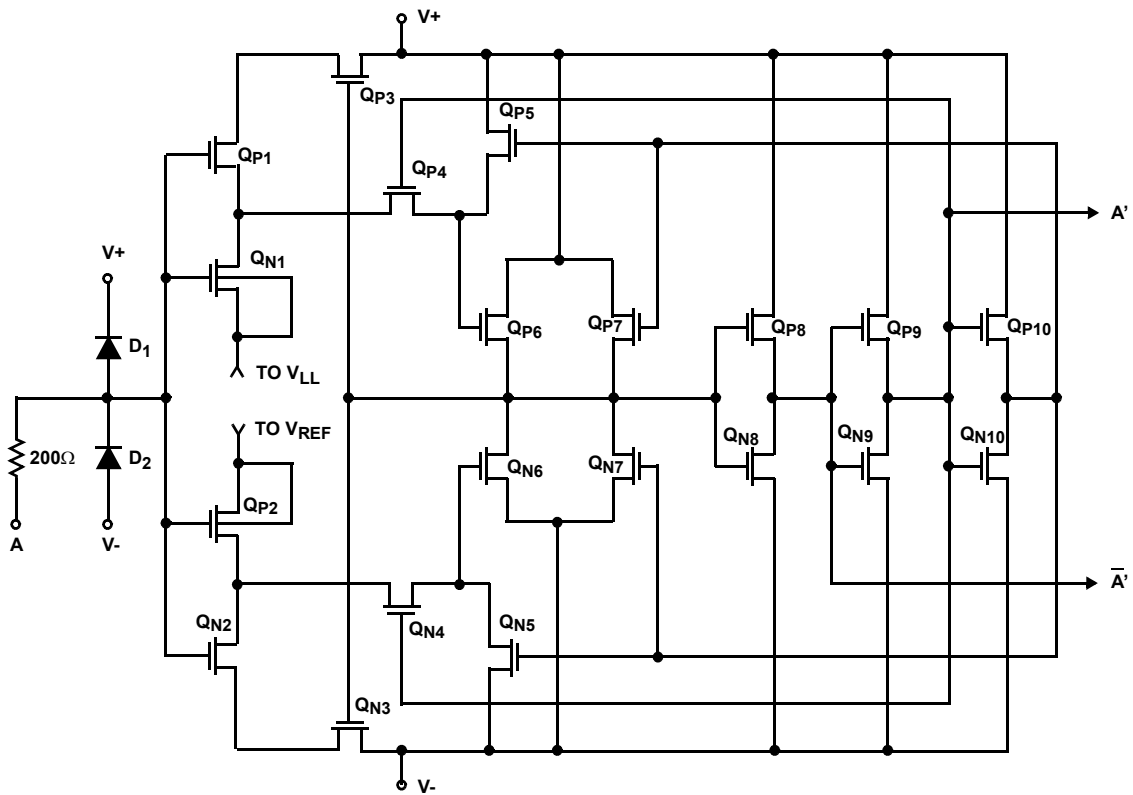 V+
QP3
QP5
QP1
QP4
A'
V+
QN1
D1
QP6
QP7
QP8
QP9
QP10
TO VLL
TO VREF
200Ω
D2
QN6
QN7
QN8
QN9
QN10
QP2
A
V-
A̅'
QN2
QN4
QN5
QN3
V-